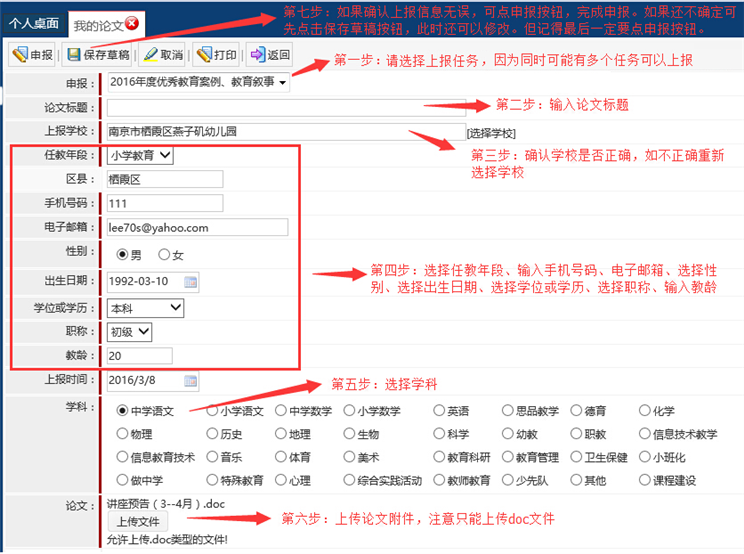 个人桌面 我的论文
第七步：如果确认上报信息无误，可点申报按钮，完成申报。如果还不确定可
先点击保存草稿按钮，此时还可以修改。但记得最后一定要点申报按钮。
申报 保存草稿 取消 打印 返回
第一步：请选择上报任务，因为同时可能有多个任务可以上报
申报： 2016年度优秀教育案例、教育叙事
论文标题： 第二步：输入论文标题
上报学校： 南京市栖霞区燕子矶幼儿园 [选择学校]
第三步：确认学校是否正确，如不正确重新
选择学校
任教年段： 小学教育
区县： 栖霞区
手机号码： 111
电子邮箱： lee70s@yahoo.com
性别： 男 女
第四步：选择任教年段、输入手机号码、电子邮箱、选择性
别、选择出生日期、选择学位或学历、选择职称、输入教龄
出生日期： 1992-03-10
学位或学历： 本科
职称： 初级
教龄： 20
上报时间： 2016/3/8
第五步：选择学科
学科： 中学语文 小学语文 中学数学 小学数学 英语 思品教学 德育 化学
物理 历史 地理 生物 科学 幼教 职教 信息技术教学
信息教育技术 音乐 体育 美术 教育科研 教育管理 卫生保健 小班化
做中学 特殊教育 心理 综合实践活动 教师教育 少先队 其他 课程建设
论文： 讲座预告（3--4月）.doc
上传文件
第六步：上传论文附件，注意只能上传doc文件
允许上传.doc类型的文件!